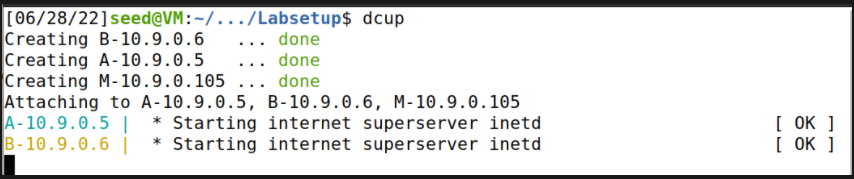 [06/28/22]seed@VM:~/.../Labsetup$ dcup
Creating B-10.9.0.6   ... done
Creating A-10.9.0.5   ... done
Creating M-10.9.0.105 ... done
Attaching to A-10.9.0.5, B-10.9.0.6, M-10.9.0.105
A-10.9.0.5 |  * Starting internet superserver inetd                      [ OK ]
B-10.9.0.6 |  * Starting internet superserver inetd                      [ OK ]